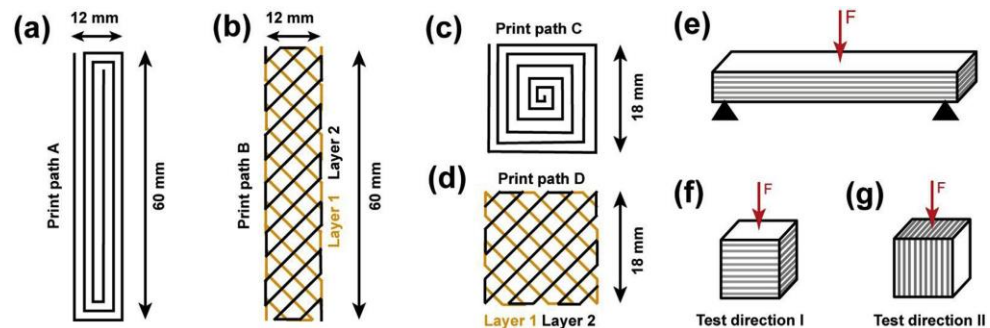 (a)
12 mm
Print path A
60 mm
(b)
12 mm
Print path B
Layer 1 Layer 2
60 mm
(c)
Print path C
18 mm
(d)
Print path D
18 mm
Layer 1 Layer 2
(e)
F
(f)
F
Test direction I
(g)
F
Test direction II